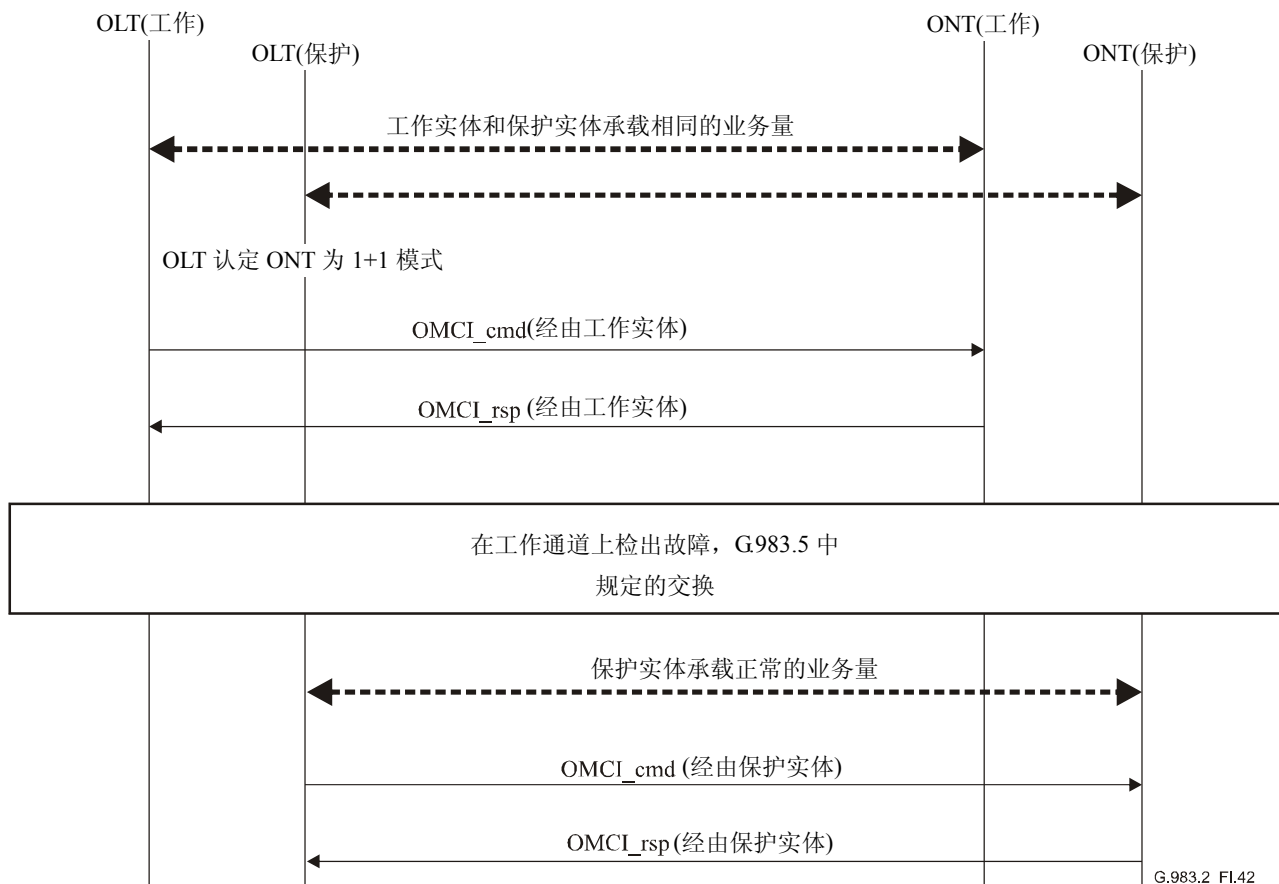 OLT(工作)
ONT(工作)
OLT(保护)
ONT(保护)
工作实体和保护实体承载相同的业务量
OLT 认定 ONT 为 1+1 模式
OMCI_cmd(经由工作实体)
OMCI_rsp (经由工作实体)
在工作通道上检出故障，G.983.5 中
规定的交换
保护实体承载正常的业务量
OMCI_cmd (经由保护实体)
OMCI_rsp(经由保护实体)
G.983.2_FI.42